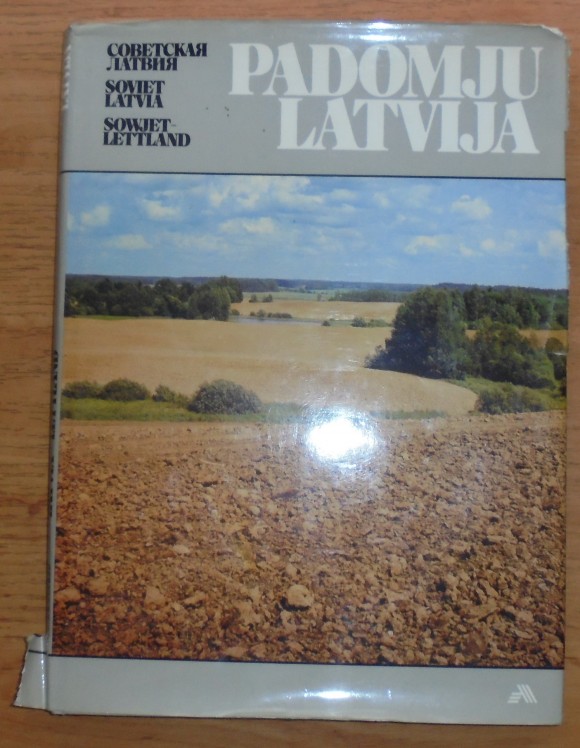 СОВЕТСКАЯ
ЛАТВИЯ
SOVIET
LATVIA
SOWJET-
LETTLAND
PADOMJU
LATVIJA